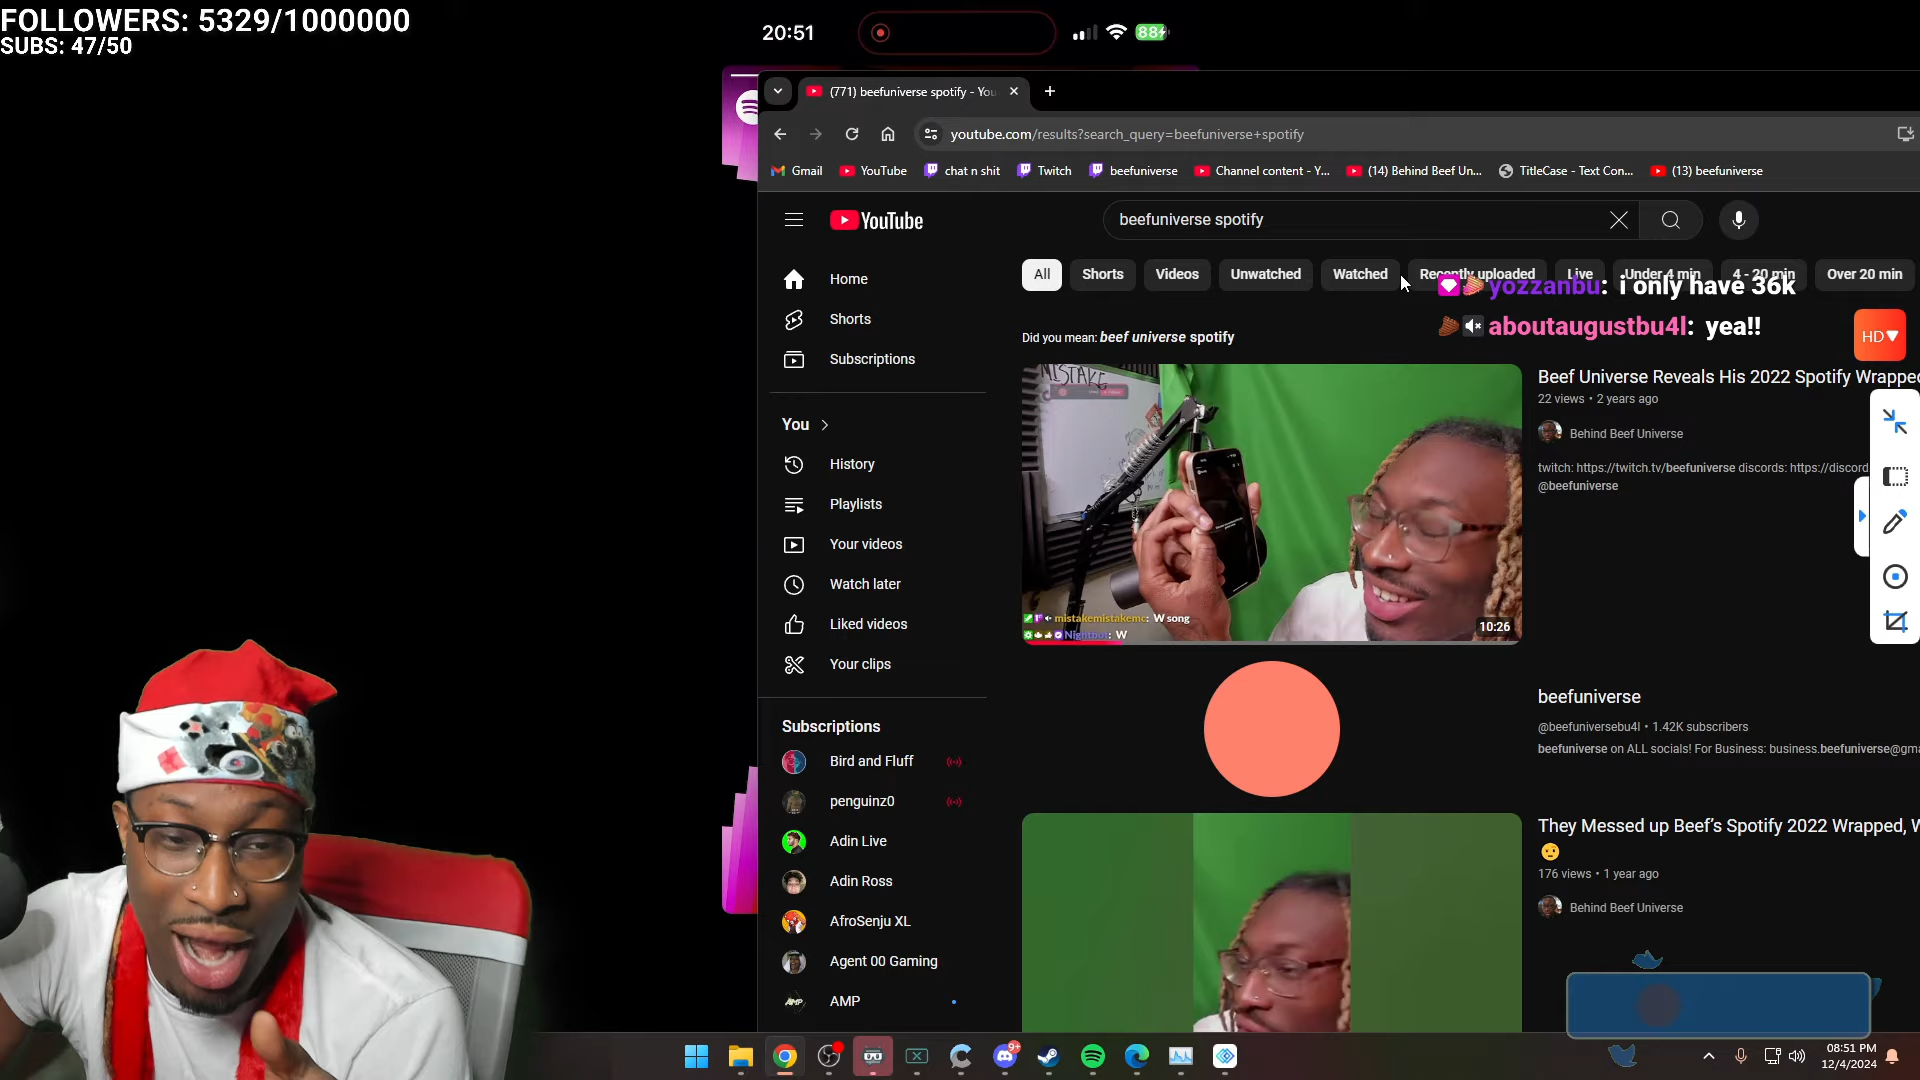 FOLLOWERS: 5329/1000000
SUBS: 47/50
20:51
88
(771) beefuniverse spotify - You
youtube.com/results?search_query=beefuniverse+spotify
Gmail
YouTube
chat n shit
Twitch
beefuniverse
Channel content - Y...
(14) Behind Beef Un...
TitleCase - Text Con...
(13) beefuniverse
YouTube
beefuniverse spotify
All
Shorts
Videos
Unwatched
Watched
Recently uploaded
Live
Under 4 min
4 - 20 min
Over 20 min
yozzanbu: i only have 36k
aboutaugustbu4l: yea!!
HD
Home
Shorts
Subscriptions
You
History
Playlists
Your videos
Watch later
Liked videos
Your clips
Subscriptions
Bird and Fluff
penguinz0
Adin Live
Adin Ross
AfroSenju XL
Agent 00 Gaming
AMP
Did you mean: beef universe spotify
MISTAKE
mistakemistakemc: W song
Nightbot: W
10:26
Beef Universe Reveals His 2022 Spotify Wrapped
22 views • 2 years ago
Behind Beef Universe
twitch: https://twitch.tv/beefuniverse discords: https://discord
@beefuniverse
beefuniverse
@beefuniversebu4l • 1.42K subscribers
beefuniverse on ALL socials! For Business: business.beefuniverse@gma
They Messed up Beef’s Spotify 2022 Wrapped, W
176 views • 1 year ago
Behind Beef Universe
9+
08:51 PM
12/4/2024